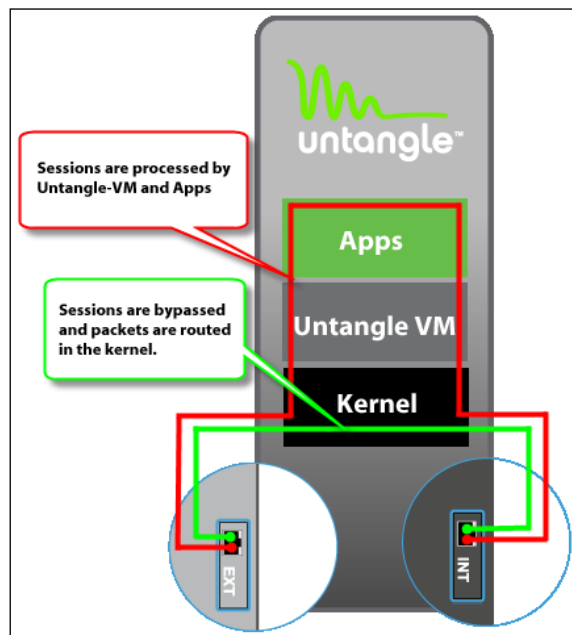 untangle™
Sessions are processed by
Untangle-VM and Apps
Apps
Sessions are bypassed
and packets are routed
in the kernel.
Untangle VM
Kernel
EXT
INT